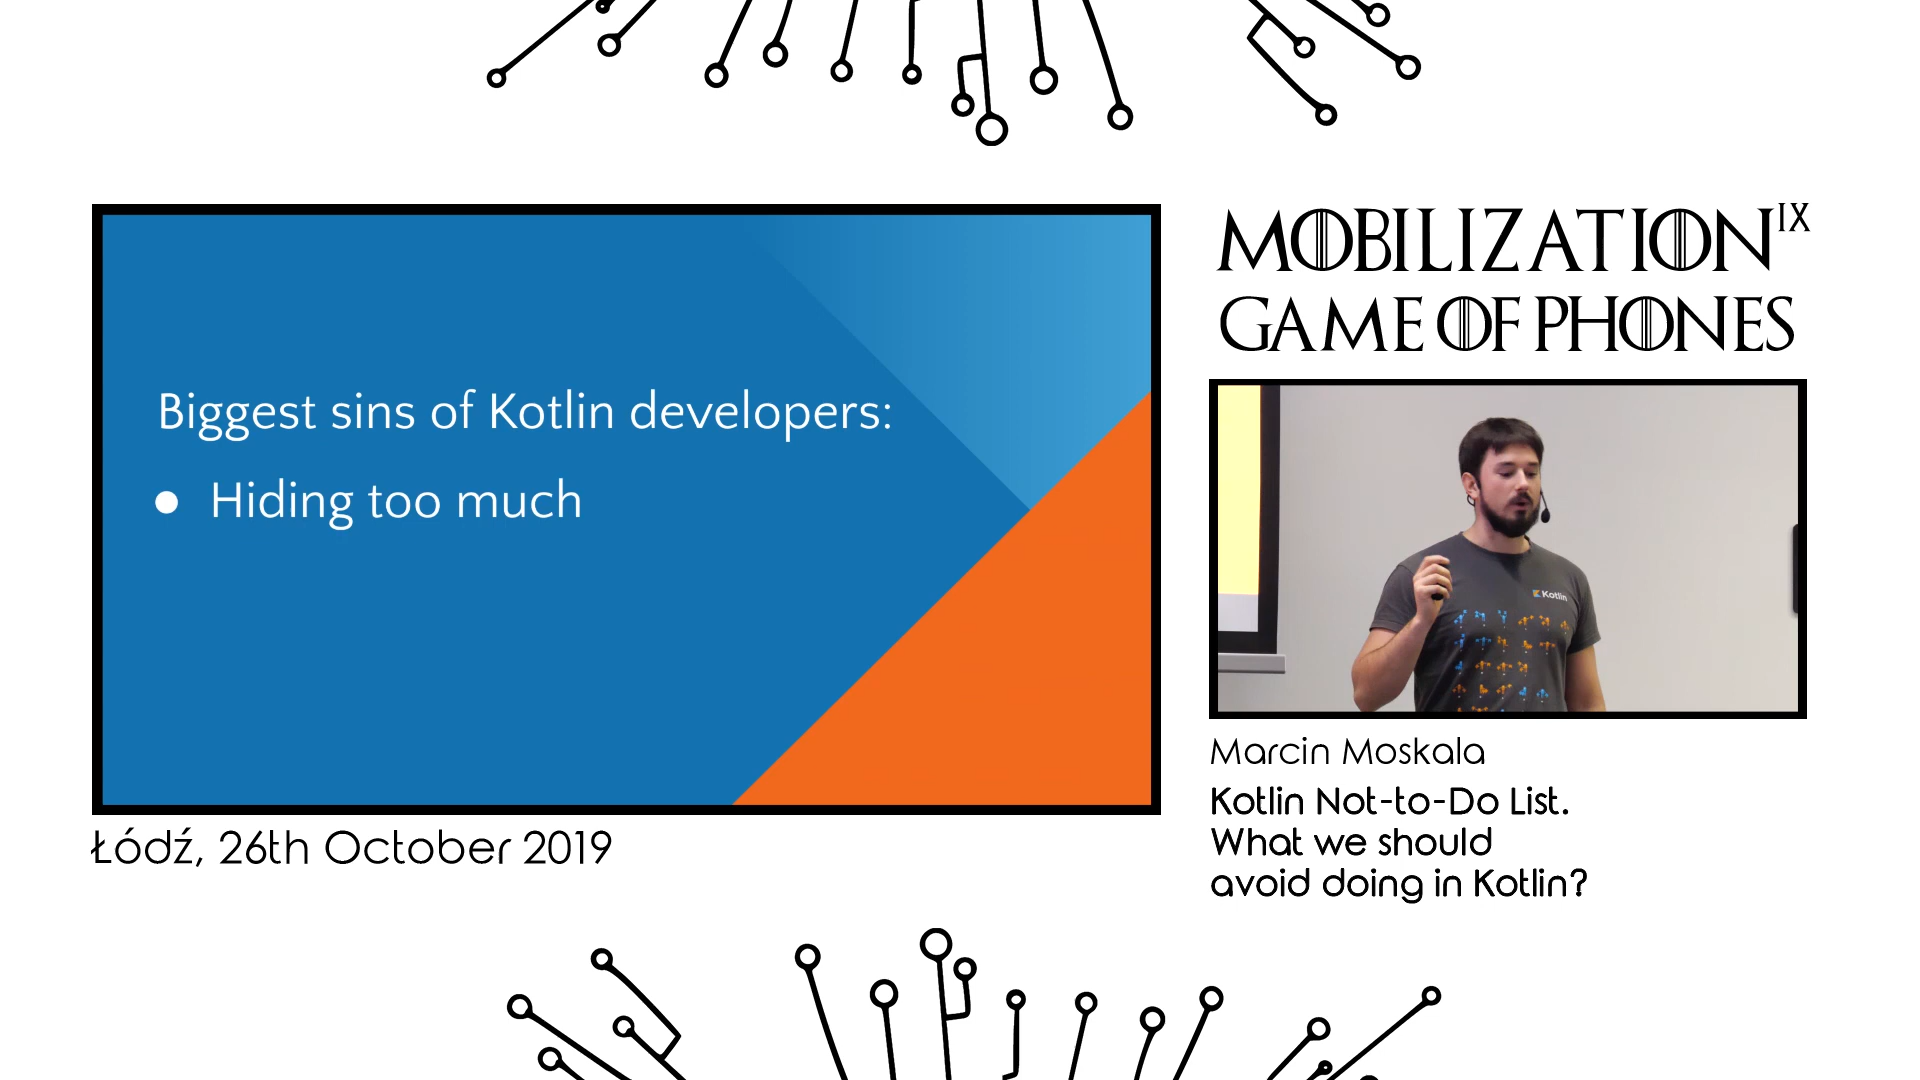 MOBILIZATION IX
GAME OF PHONES
Biggest sins of Kotlin developers:
● Hiding too much
Kotlin
Marcin Moskala
Kotlin Not-to-Do List.
What we should
avoid doing in Kotlin?
Łódź, 26th October 2019